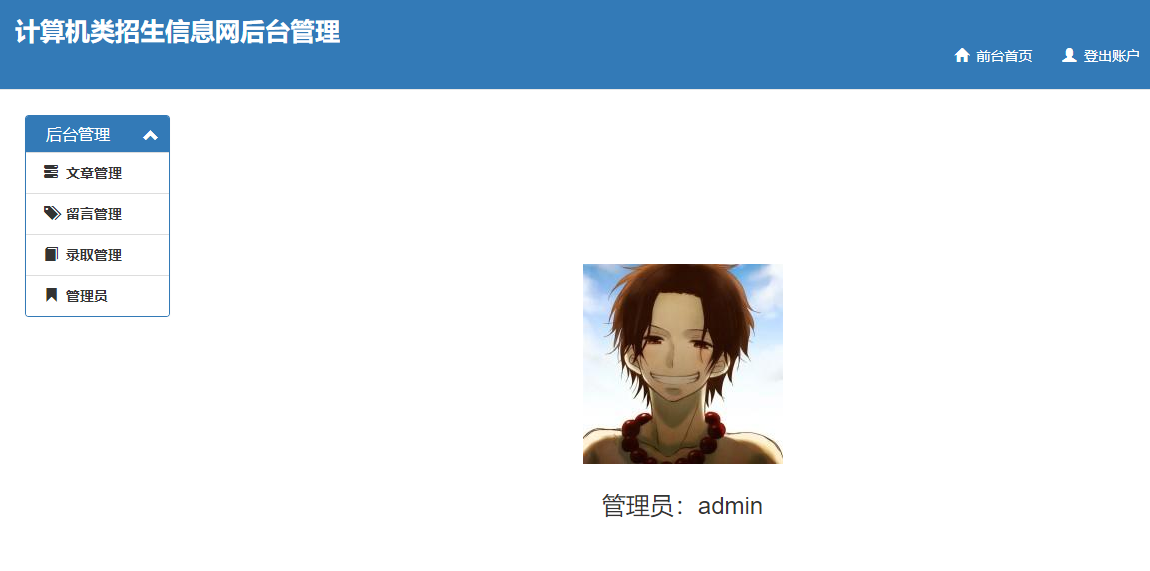 计算机类招生信息网后台管理
前台首页
登出账户
后台管理
文章管理
留言管理
录取管理
管理员
管理员：admin